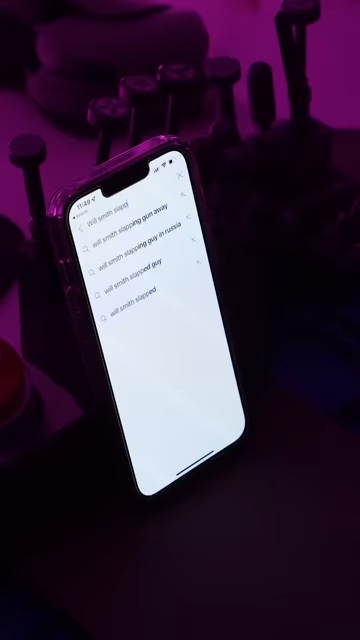 11:49
Will smith slapp
will smith slapping gun away
will smith slapping guy in russia
will smith slapped guy
will smith slapped